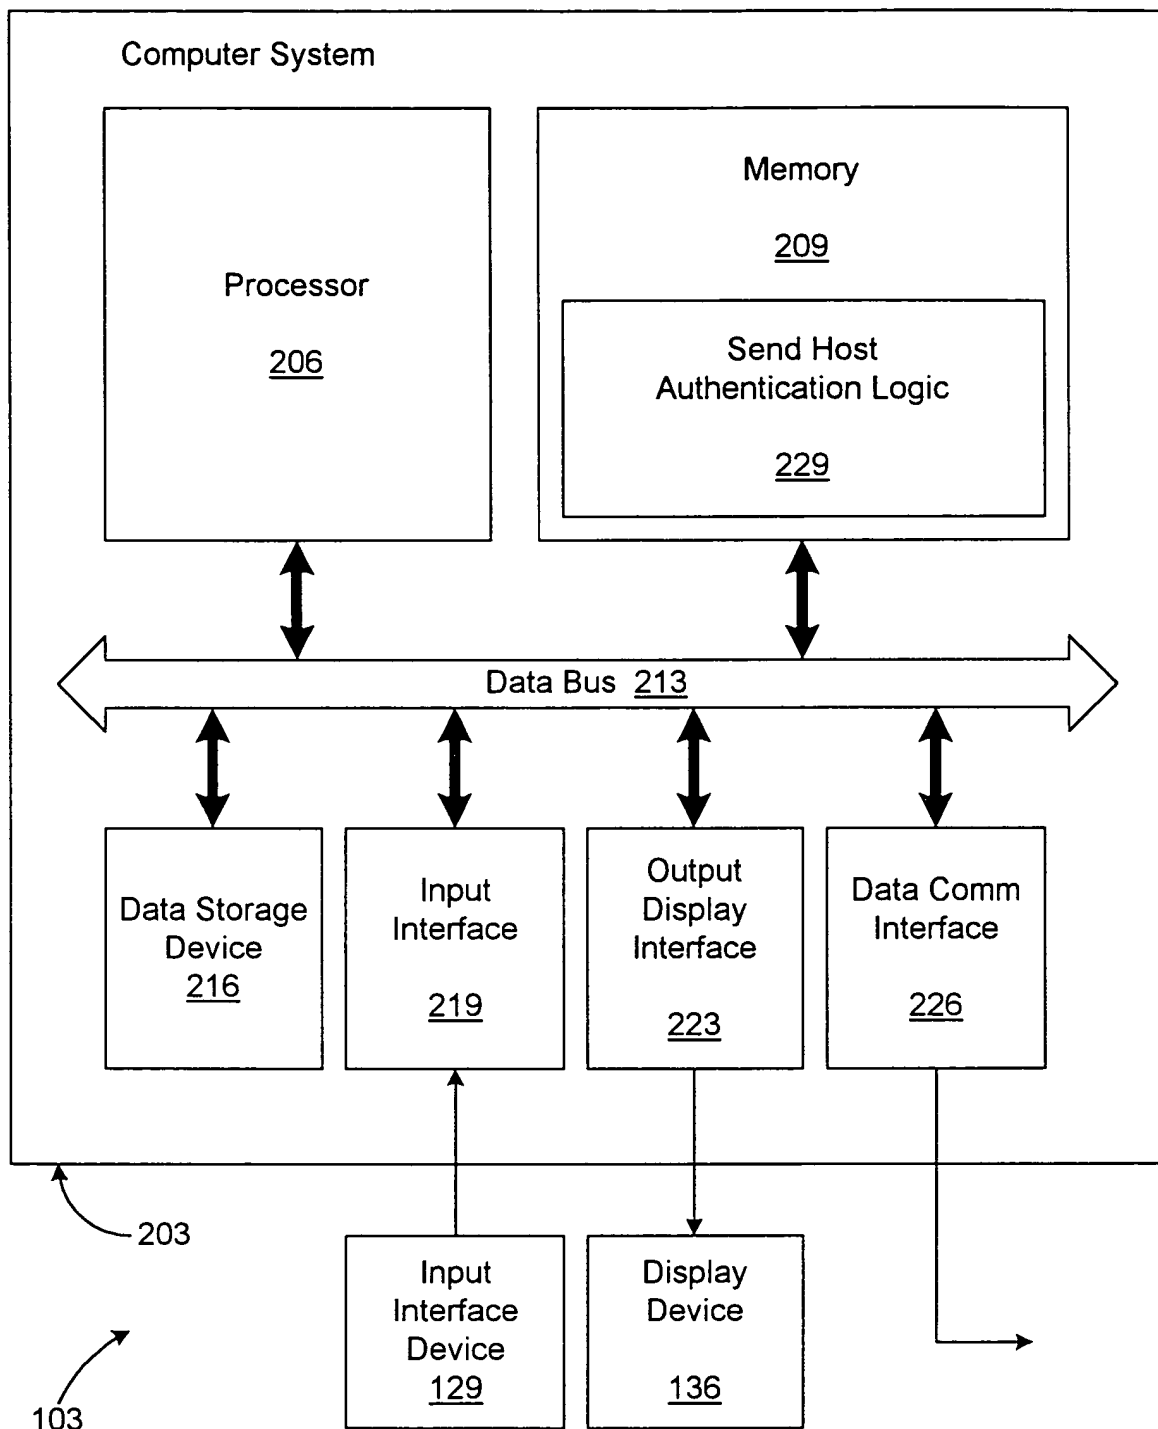 Computer System
Processor
206
Memory
209
Send Host
Authentication Logic
229
Data Bus 213
Data Storage
Device
216
Input
Interface
219
Output
Display
Interface
223
Data Comm
Interface
226
203
Input
Interface
Device
129
Display
Device
136
103